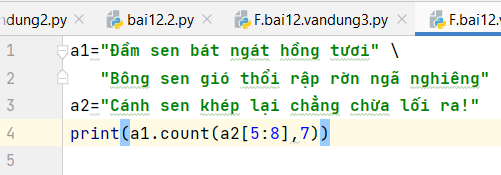 ndung2.py bai12.2.py F.bai12.vandung3.py F.bai12.v
1 a1="Đầm sen bát ngát hồng tươi" \
2 "Bông sen gió thổi rập rờn ngã nghiêng"
3 a2="Cánh sen khép lại chẳng chừa lối ra!"
4 print(a1.count(a2[5:8],7))
5